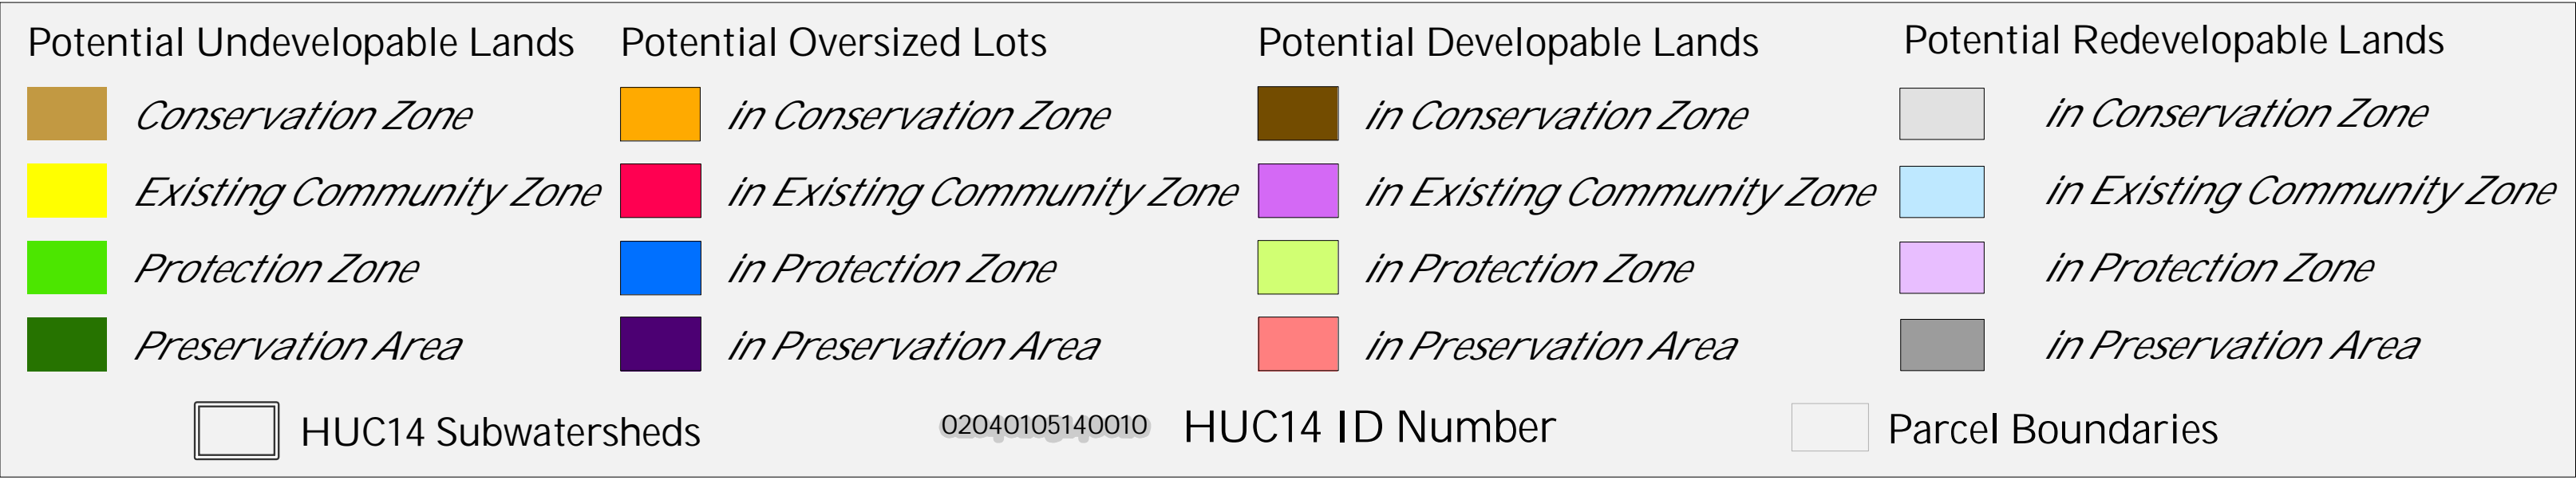 Potential Undevelopable Lands Potential Oversized Lots Potential Developable Lands Potential Redevelopable Lands
Conservation Zone in Conservation Zone in Conservation Zone in Conservation Zone
Existing Community Zone in Existing Community Zone in Existing Community Zone in Existing Community Zone
Protection Zone in Protection Zone in Protection Zone in Protection Zone
Preservation Area in Preservation Area in Preservation Area in Preservation Area
HUC14 Subwatersheds 02040105140010 HUC14 ID Number Parcel Boundaries